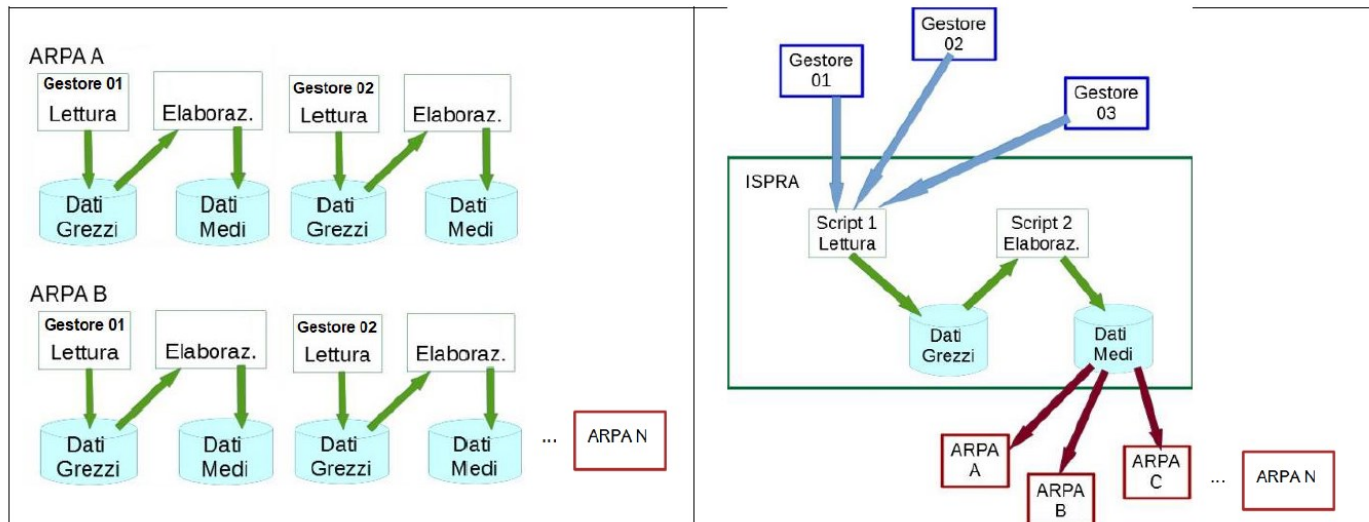 ARPA A
Gestore 01
Lettura
Elaboraz.
Gestore 02
Lettura
Elaboraz.
Dati
Grezzi
Dati
Medi
Dati
Grezzi
Dati
Medi
ARPA B
Gestore 01
Lettura
Elaboraz.
Gestore 02
Lettura
Elaboraz.
Dati
Grezzi
Dati
Medi
Dati
Grezzi
Dati
Medi
... ARPA N
Gestore
02
Gestore
01
Gestore
03
ISPRA
Script 1
Lettura
Script 2
Elaboraz.
Dati
Grezzi
Dati
Medi
ARPA
A
ARPA
B
ARPA
C
... ARPA N